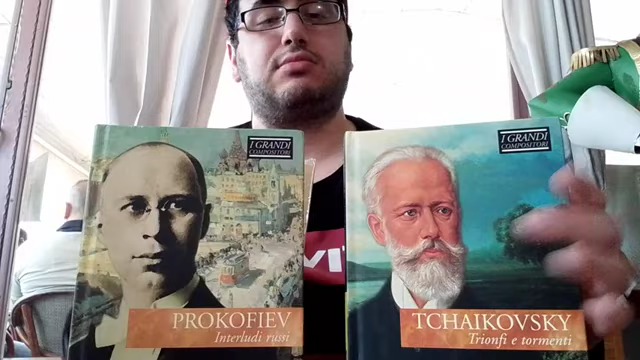 I GRANDI
COMPOSITORI
PROKOFIEV
Interludi russi
I GRANDI
COMPOSITORI
TCHAIKOVSKY
Trionfi e tormenti